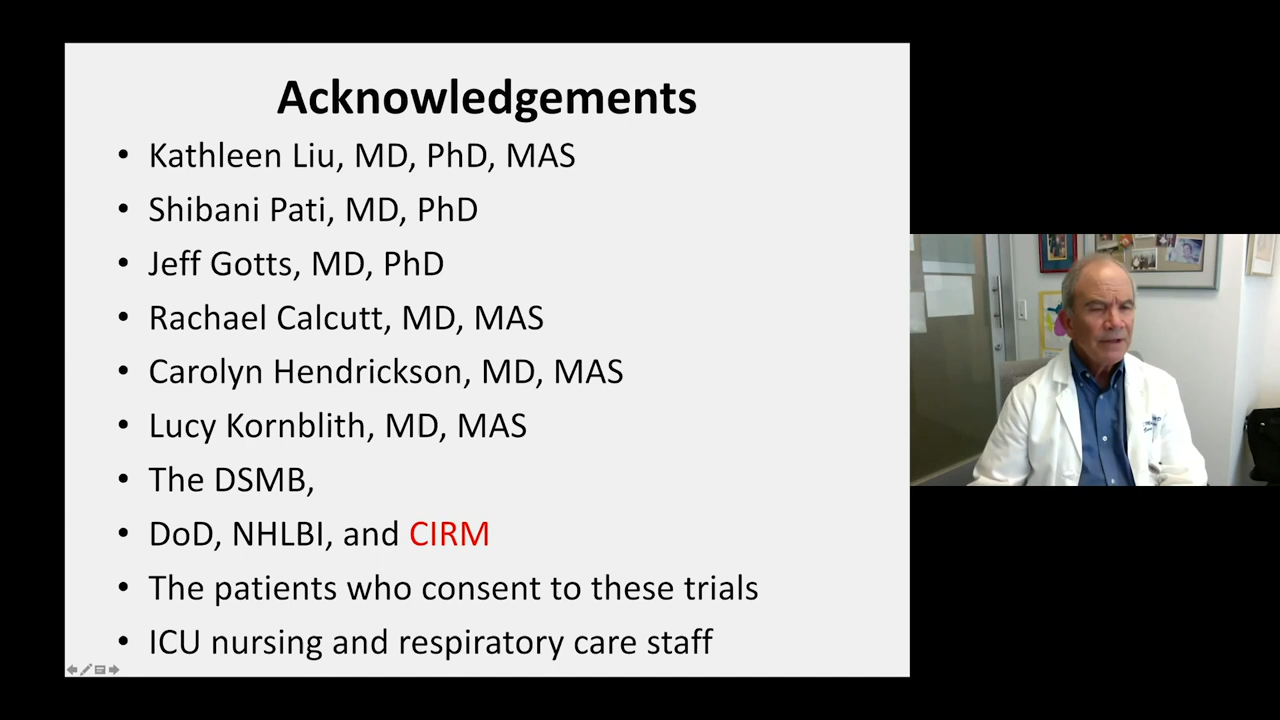 Acknowledgements
• Kathleen Liu, MD, PhD, MAS
• Shibani Pati, MD, PhD
• Jeff Gotts, MD, PhD
• Rachael Calcutt, MD, MAS
• Carolyn Hendrickson, MD, MAS
• Lucy Kornblith, MD, MAS
• The DSMB,
• DoD, NHLBI, and CIRM
• The patients who consent to these trials
• ICU nursing and respiratory care staff